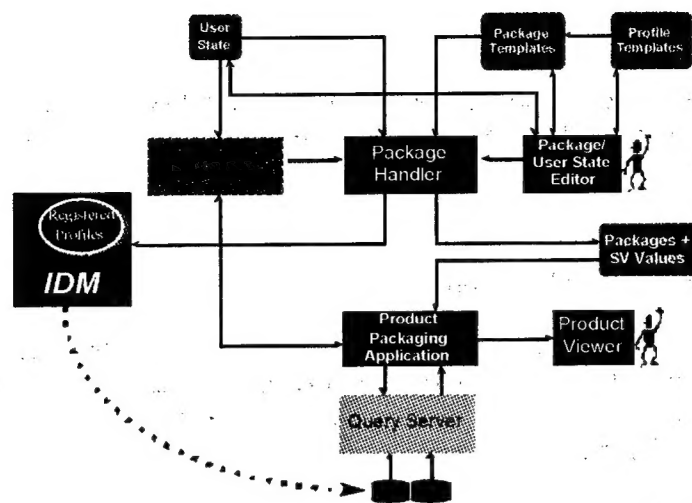 User
State
Package
Templates
Profile
Templates
Package
Handler
Package/
User State
Editor
Registered
Profiles
IDM
Packages +
SV Values
Product
Packaging
Application
Product
Viewer
Query Server